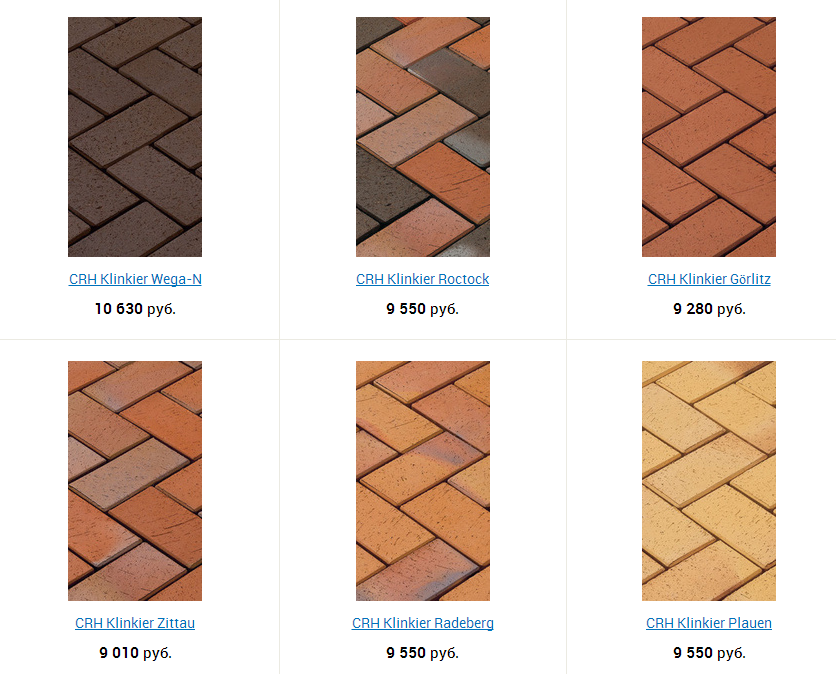 CRH Klinkier Wega-N
10 630 руб.
CRH Klinkier Roctock
9 550 руб.
CRH Klinkier Görlitz
9 280 руб.
CRH Klinkier Zittau
9 010 руб.
CRH Klinkier Radeberg
9 550 руб.
CRH Klinkier Plauen
9 550 руб.